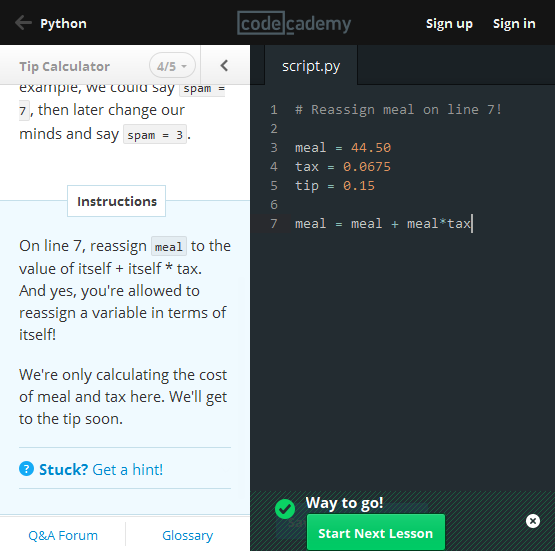 Python
codecademy
Sign up
Sign in
Tip Calculator
4/5
example, we could say spam =
7, then later change our
minds and say spam = 3.
Instructions
On line 7, reassign meal to the
value of itself + itself * tax.
And yes, you're allowed to
reassign a variable in terms of
itself!
We're only calculating the cost
of meal and tax here. We'll get
to the tip soon.
? Stuck? Get a hint!
Q&A Forum
Glossary
script.py
1 # Reassign meal on line 7!
2
3 meal = 44.50
4 tax = 0.0675
5 tip = 0.15
6
7 meal = meal + meal*tax
Way to go!
Start Next Lesson